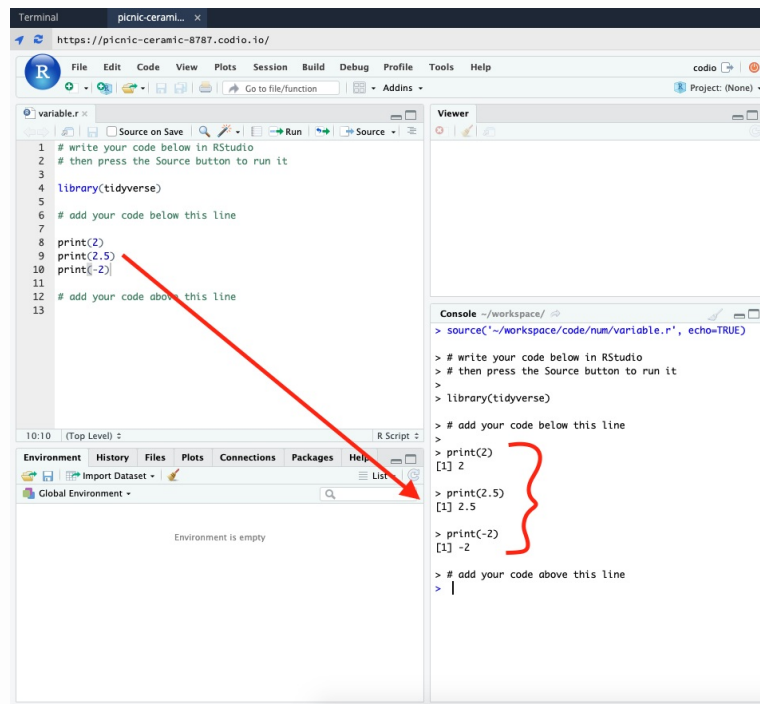 Terminal
picnic-cerami... ×
https://picnic-ceramic-8787.codio.io/
R
File Edit Code View Plots Session Build Debug Profile Tools Help
codio
Go to file/function
Addins
Project: (None)
variable.r ×
Source on Save
Run
Source
1 # write your code below in RStudio
2 # then press the Source button to run it
3
4 library(tidyverse)
5
6 # add your code below this line
7
8 print(2)
9 print(2.5)
10 print(-2)
11
12 # add your code above this line
13
10:10 (Top Level) R Script
Environment History Files Plots Connections Packages Help
Import Dataset
List
Global Environment
Environment is empty
Viewer
Console ~/workspace/
> source('~/workspace/code/num/variable.r', echo=TRUE)
> # write your code below in RStudio
> # then press the Source button to run it
>
> library(tidyverse)
> # add your code below this line
>
> print(2)
[1] 2
> print(2.5)
[1] 2.5
> print(-2)
[1] -2
> # add your code above this line
>